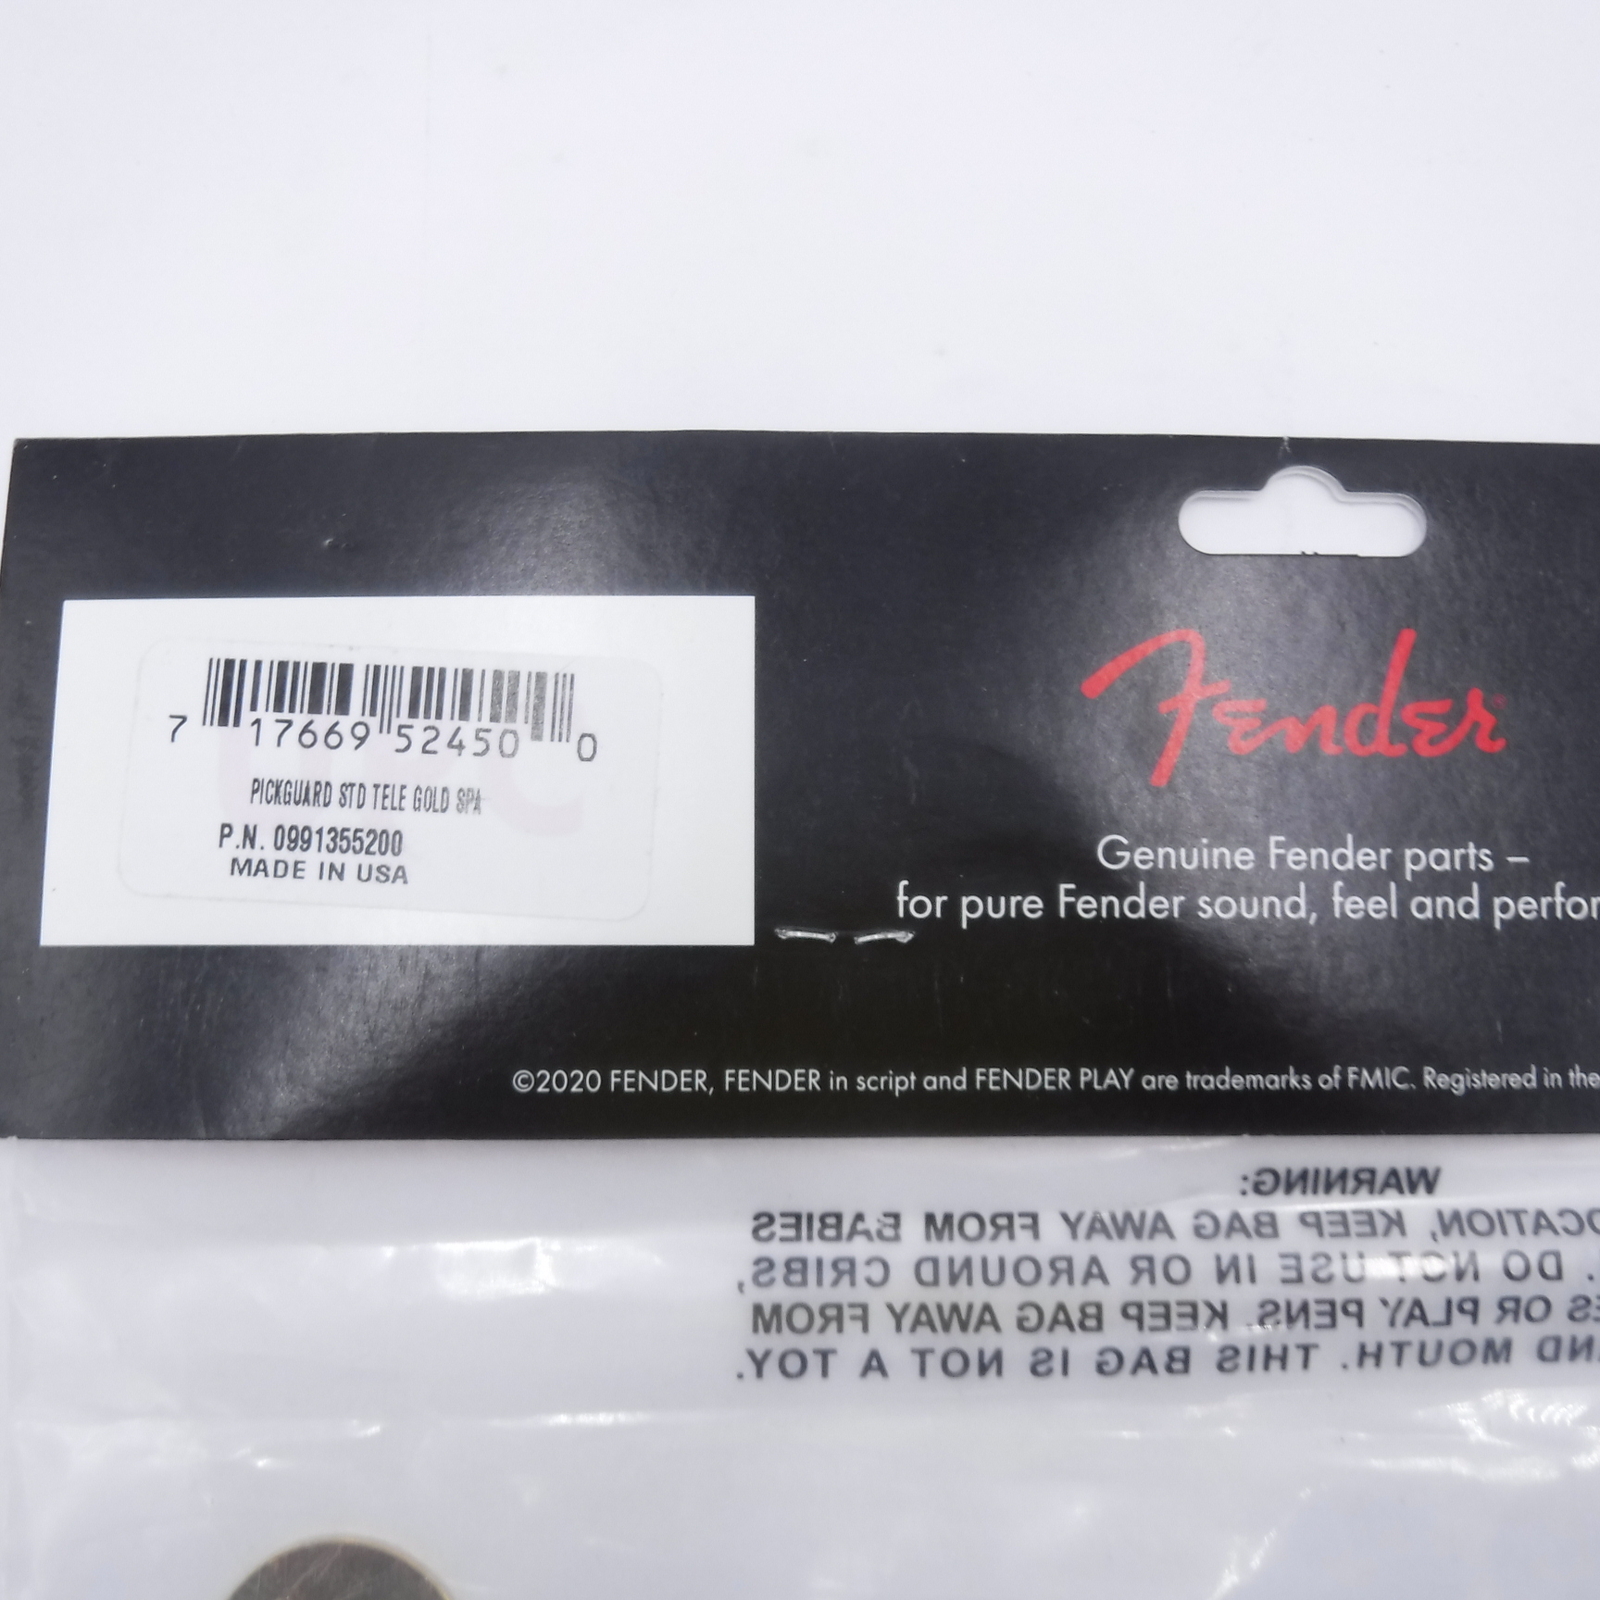 7 17669 52450 0
PICKGUARD STD TELE GOLD SPA
P.N. 0991355200
MADE IN USA
Fender
Genuine Fender parts –
for pure Fender sound, feel and perfor
©2020 FENDER, FENDER in script and FENDER PLAY are trademarks of FMIC. Registered in the
WARNING:
OCATION, KEEP BAG AWAY FROM BABIES
. DO NOT USE IN OR AROUND CRIBS,
ES OR PLAY PENS. KEEP BAG AWAY FROM
ND MOUTH. THIS BAG IS NOT A TOY.